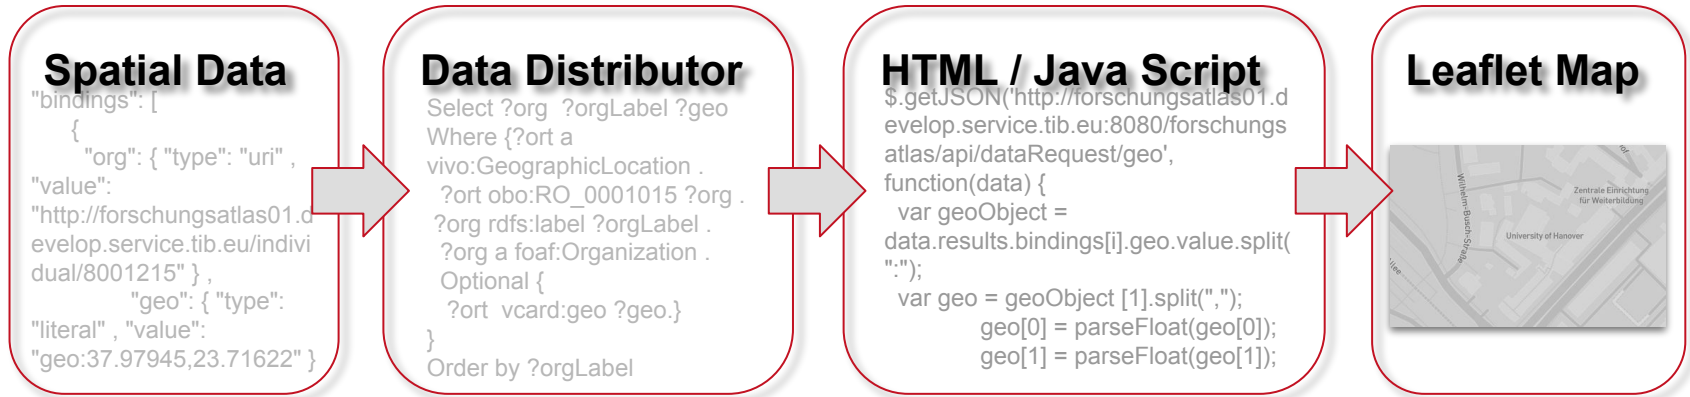 Spatial Data
"bindings": [
{
"org": { "type": "uri" ,
"value":
"http://forschungsatlas01.d
evelop.service.tib.eu/indivi
dual/8001215" } ,
"geo": { "type":
"literal" , "value":
"geo:37.97945,23.71622" }
Data Distributor
Select ?org ?orgLabel ?geo
Where {?ort a
vivo:GeographicLocation .
?ort obo:RO_0001015 ?org .
?org rdfs:label ?orgLabel .
?org a foaf:Organization .
Optional {
?ort vcard:geo ?geo.}
}
Order by ?orgLabel
HTML / Java Script
$.getJSON('http://forschungsatlas01.d
evelop.service.tib.eu:8080/forschungs
atlas/api/dataRequest/geo',
function(data) {
var geoObject =
data.results.bindings[i].geo.value.split(
":");
var geo = geoObject [1].split(",");
geo[0] = parseFloat(geo[0]);
geo[1] = parseFloat(geo[1]);
Leaflet Map
Wilhelm-Busch-Straße
Zentrale Einrichtung
für Weiterbildung
University of Hanover